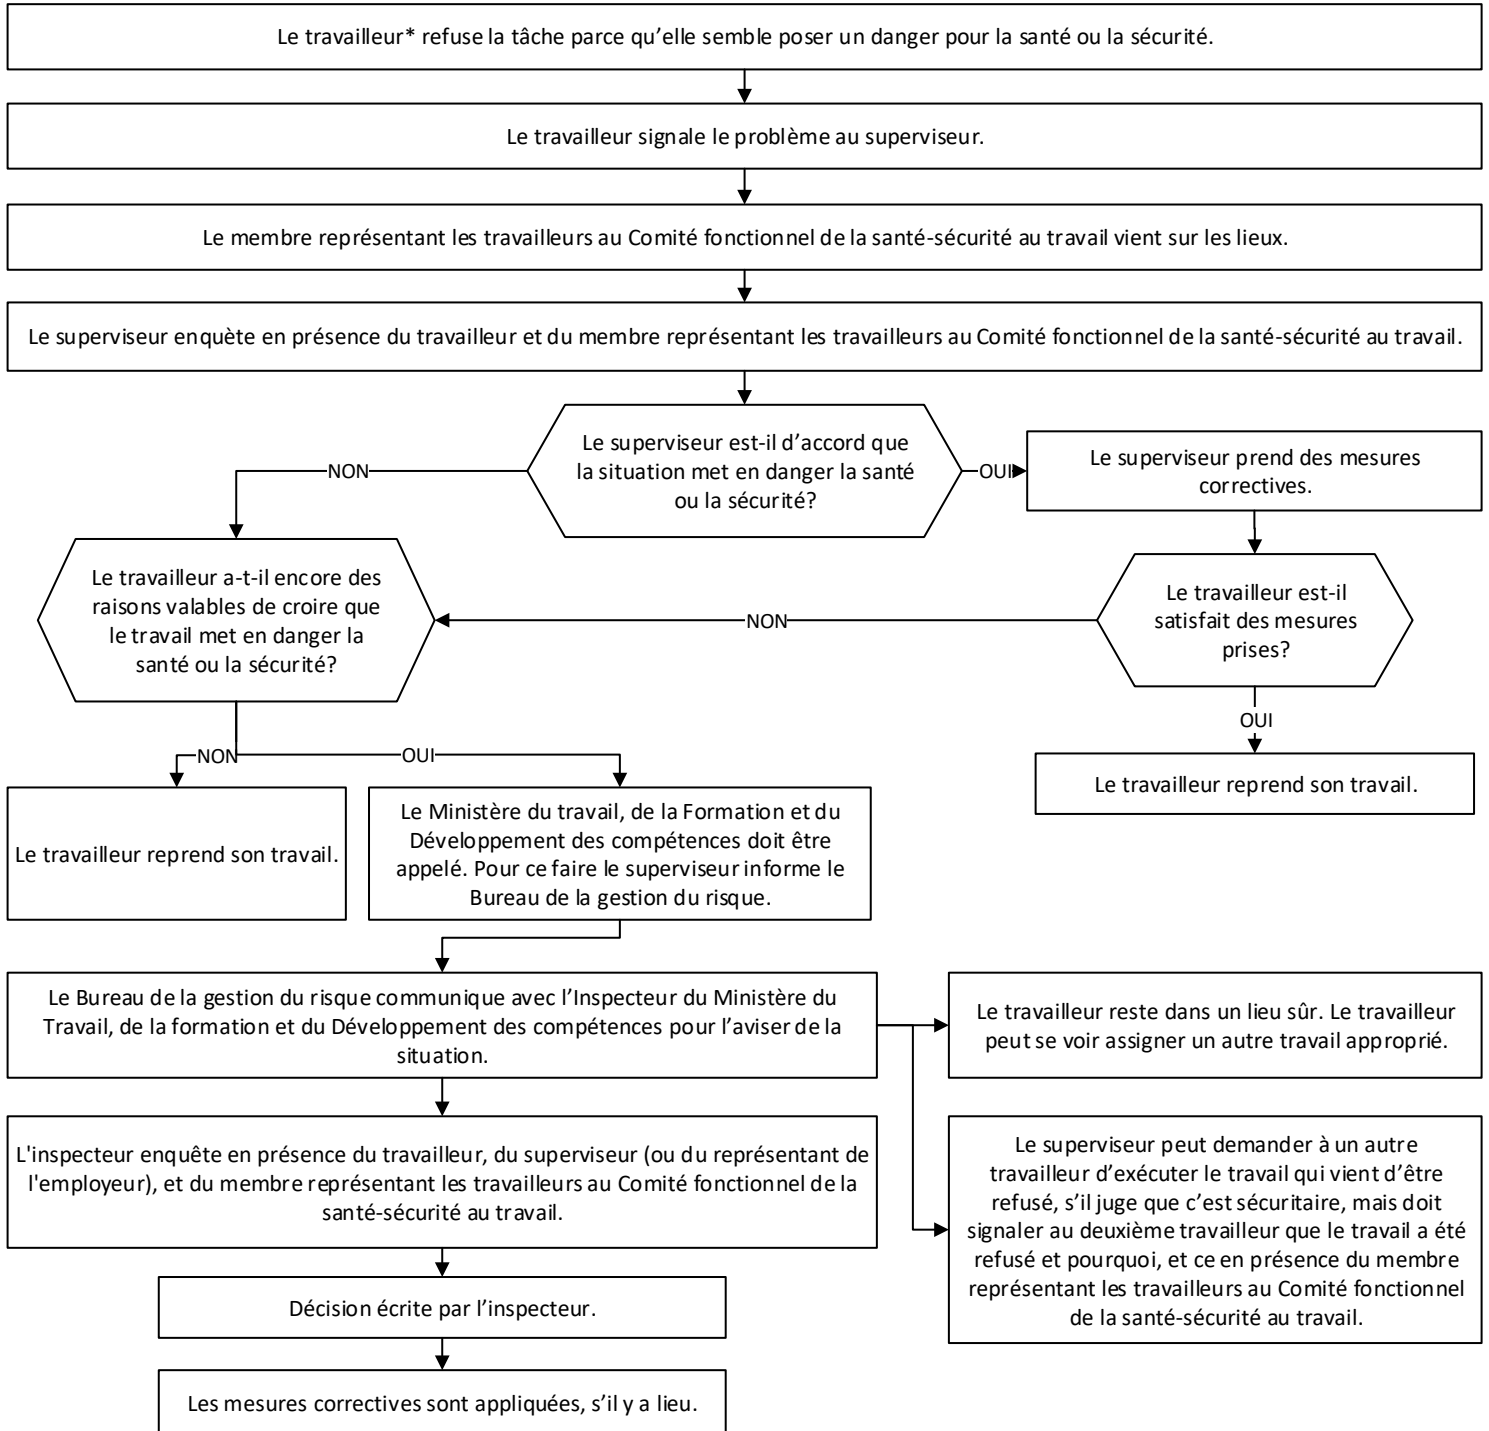 Le travailleur* refuse la tâche parce qu’elle semble poser un danger pour la santé ou la sécurité.
Le travailleur signale le problème au superviseur.
Le membre représentant les travailleurs au Comité fonctionnel de la santé-sécurité au travail vient sur les lieux.
Le superviseur enquète en présence du travailleur et du membre représentant les travailleurs au Comité fonctionnel de la santé-sécurité au travail.
Le superviseur est-il d’accord que
la situation met en danger la santé
ou la sécurité?
NON
OUI
Le superviseur prend des mesures
correctives.
Le travailleur a-t-il encore des
raisons valables de croire que
le travail met en danger la
santé ou la sécurité?
NON
Le travailleur est-il
satisfait des mesures
prises?
OUI
Le travailleur reprend son travail.
NON
OUI
Le travailleur reprend son travail.
Le Ministère du travail, de la Formation et du
Développement des compétences doit être
appelé. Pour ce faire le superviseur informe le
Bureau de la gestion du risque.
Le Bureau de la gestion du risque communique avec l’Inspecteur du Ministère du
Travail, de la formation et du Développement des compétences pour l’aviser de la
situation.
Le travailleur reste dans un lieu sûr. Le travailleur
peut se voir assigner un autre travail approprié.
L'inspecteur enquête en présence du travailleur, du superviseur (ou du représentant de
l'employeur), et du membre représentant les travailleurs au Comité fonctionnel de la
santé-sécurité au travail.
Le superviseur peut demander à un autre
travailleur d’exécuter le travail qui vient d’être
refusé, s’il juge que c’est sécuritaire, mais doit
signaler au deuxième travailleur que le travail a été
refusé et pourquoi, et ce en présence du membre
représentant les travailleurs au Comité fonctionnel
de la santé-sécurité au travail.
Décision écrite par l’inspecteur.
Les mesures correctives sont appliquées, s’il y a lieu.